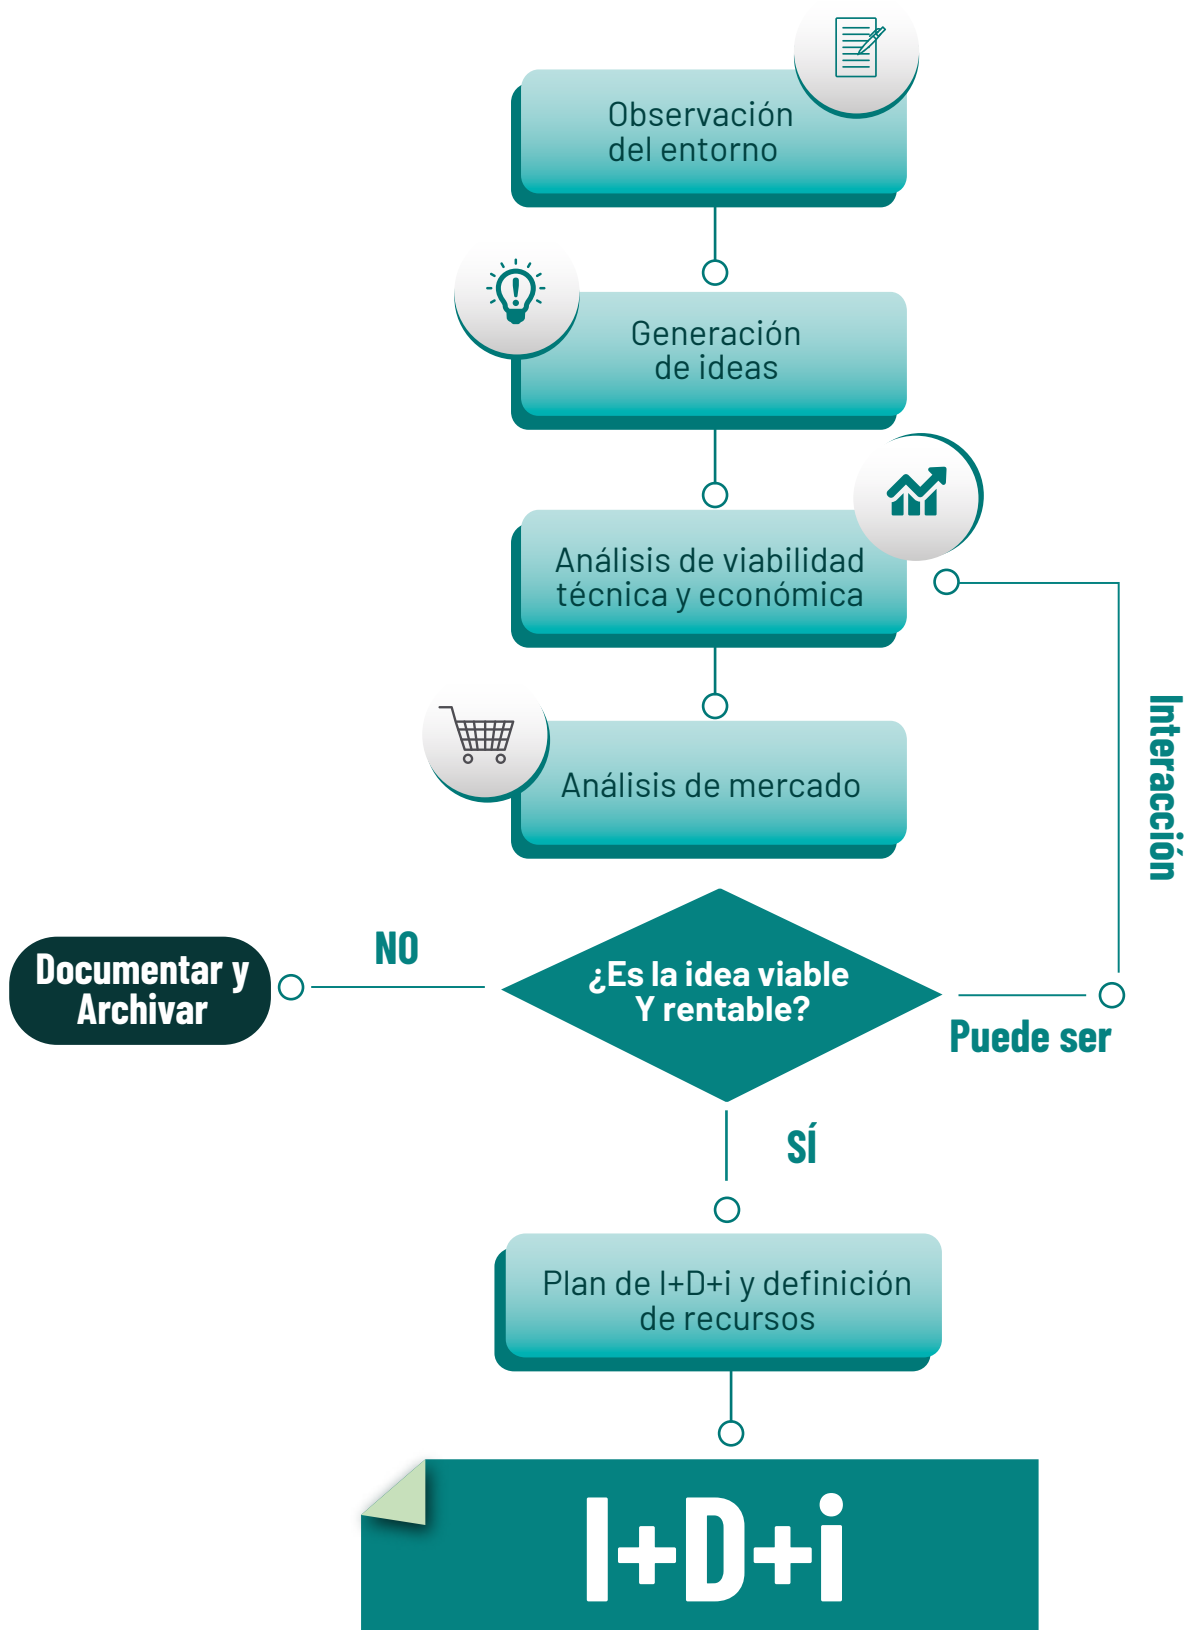 Observación
del entorno
Generación
de ideas
Análisis de viabilidad
técnica y económica
Análisis de mercado
Interacción
NO
Documentar y
Archivar
¿Es la idea viable
Y rentable?
Puede ser
SÍ
Plan de I+D+i y definición
de recursos
I+D+i